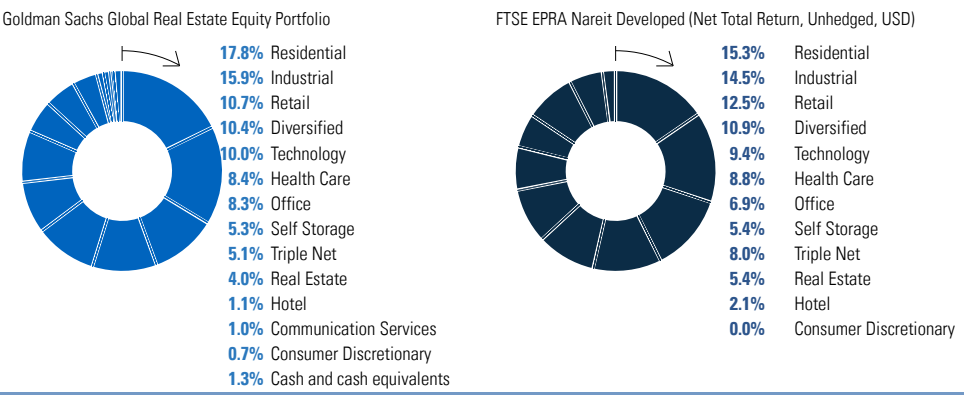 Goldman Sachs Global Real Estate Equity Portfolio
17.8% Residential
15.9% Industrial
10.7% Retail
10.4% Diversified
10.0% Technology
8.4% Health Care
8.3% Office
5.3% Self Storage
5.1% Triple Net
4.0% Real Estate
1.1% Hotel
1.0% Communication Services
0.7% Consumer Discretionary
1.3% Cash and cash equivalents
FTSE EPRA Nareit Developed (Net Total Return, Unhedged, USD)
15.3% Residential
14.5% Industrial
12.5% Retail
10.9% Diversified
9.4% Technology
8.8% Health Care
6.9% Office
5.4% Self Storage
8.0% Triple Net
5.4% Real Estate
2.1% Hotel
0.0% Consumer Discretionary